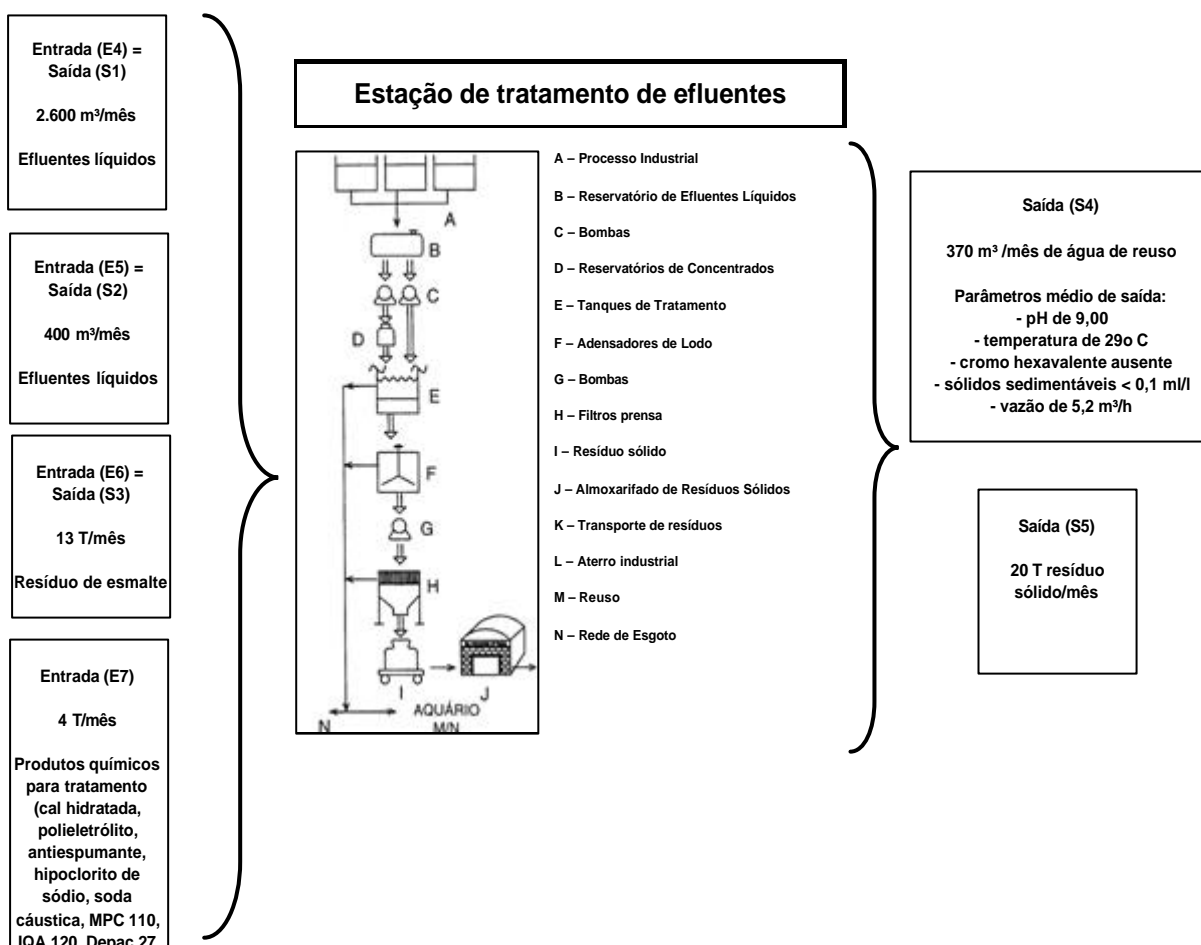 Entrada (E4) =
Saída (S1)
2.600 m³/mês
Efluentes líquidos
Entrada (E5) =
Saída (S2)
400 m³/mês
Efluentes líquidos
Entrada (E6) =
Saída (S3)
13 T/mês
Resíduo de esmalte
Entrada (E7)
4 T/mês
Produtos químicos
para tratamento
(cal hidratada,
polieletrólito,
antiespumante,
hipoclorito de
sódio, soda
cáustica, MPC 110,
IQA 120, Depac 27,
Estação de tratamento de efluentes
A
B
C
D
E
F
G
H
I
J
N
AQUÁRIO
M/N
A – Processo Industrial
B – Reservatório de Efluentes Líquidos
C – Bombas
D – Reservatórios de Concentrados
E – Tanques de Tratamento
F – Adensadores de Lodo
G – Bombas
H – Filtros prensa
I – Resíduo sólido
J – Almoxarifado de Resíduos Sólidos
K – Transporte de resíduos
L – Aterro industrial
M – Reuso
N – Rede de Esgoto
Saída (S4)
370 m³ /mês de água de reuso
Parâmetros médio de saída:
- pH de 9,00
- temperatura de 29o C
- cromo hexavalente ausente
- sólidos sedimentáveis < 0,1 ml/l
- vazão de 5,2 m³/h
Saída (S5)
20 T resíduo
sólido/mês